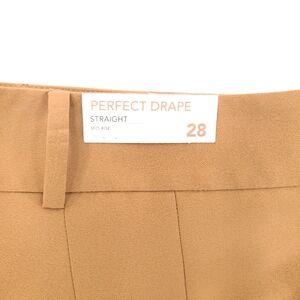 PERFECT DRAPE
STRAIGHT
MID RISE
28